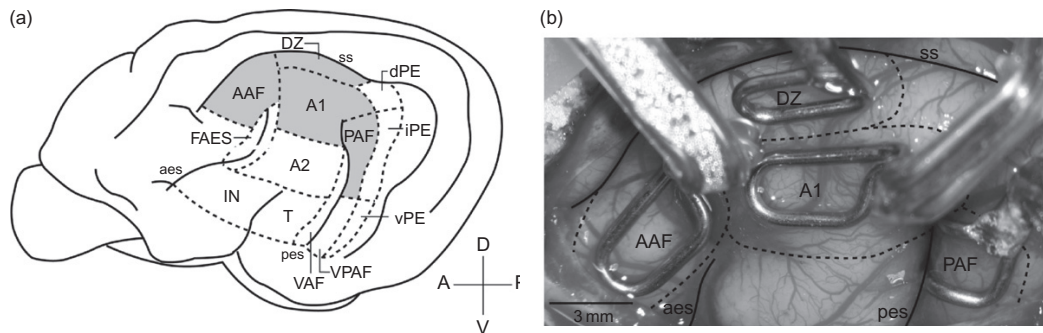 (a)
DZ
ss
dPE
AAF
A1
FAES
PAF
iPE
aes
A2
IN
T
vPE
pes
VPAF
VAF
D
A
P
V
(b)
ss
DZ
A1
AAF
PAF
3 mm
aes
pes